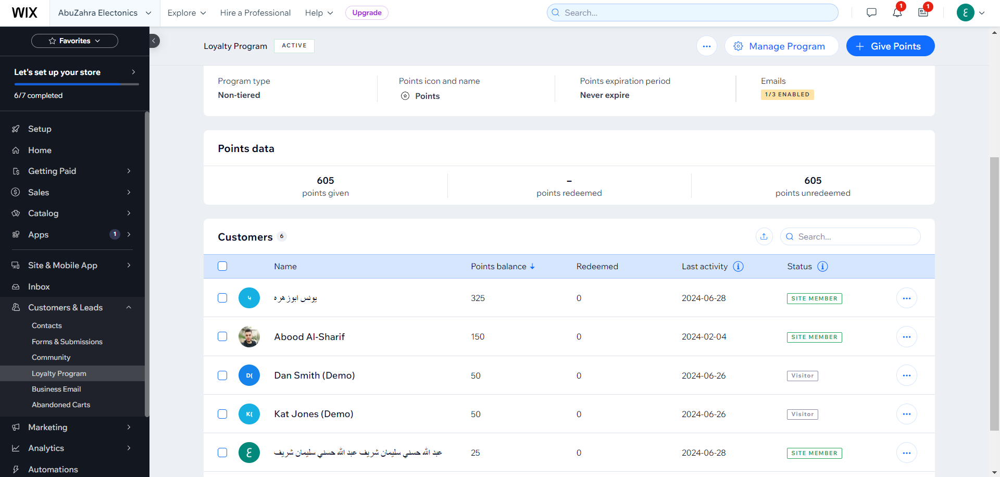 WIX
AbuZahra Electonics
Explore
Hire a Professional
Help
Upgrade
Search...
1
1
ع
Favorites
Let's set up your store
6/7 completed
Setup
Home
Getting Paid
Sales
Catalog
Apps
1
Site & Mobile App
Inbox
Customers & Leads
Contacts
Forms & Submissions
Community
Loyalty Program
Business Email
Abandoned Carts
Marketing
Analytics
Automations
Loyalty Program
ACTIVE
Manage Program
Give Points
Program type
Non-tiered
Points icon and name
Points
Points expiration period
Never expire
Emails
1/3 ENABLED
Points data
605
points given
–
points redeemed
605
points unredeemed
Customers 6
Search...
Name Points balance Redeemed Last activity Status
يا يونس ابوزهره 325 0 2024-06-28 SITE MEMBER
Abood Al-Sharif 150 0 2024-02-04 SITE MEMBER
D( Dan Smith (Demo) 50 0 2024-06-26 Visitor
K( Kat Jones (Demo) 50 0 2024-06-26 Visitor
ع عبد الله حسني سليمان شريف عبد الله حسني سليمان شريف 25 0 2024-06-28 SITE MEMBER